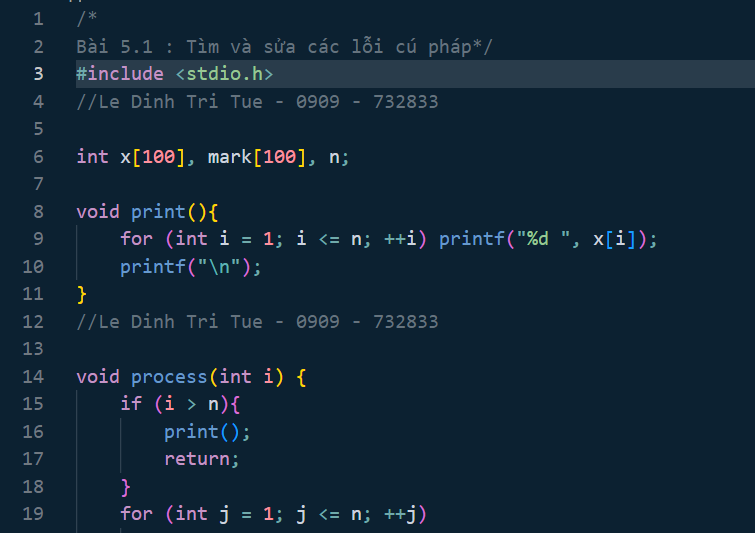 1 /*
2 Bài 5.1 : Tìm và sửa các lỗi cú pháp*/
3 #include <stdio.h>
4 //Le Dinh Tri Tue - 0909 - 732833
5
6 int x[100], mark[100], n;
7
8 void print(){
9 for (int i = 1; i <= n; ++i) printf("%d ", x[i]);
10 printf("\n");
11 }
12 //Le Dinh Tri Tue - 0909 - 732833
13
14 void process(int i) {
15 if (i > n){
16 print();
17 return;
18 }
19 for (int j = 1; j <= n; ++j)